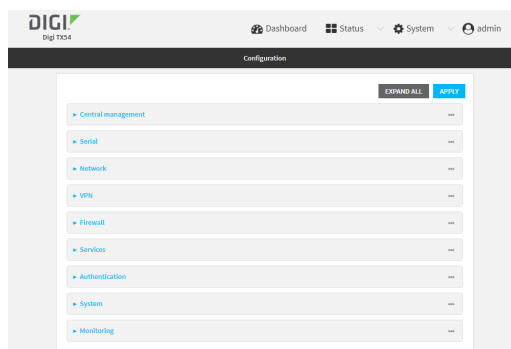 DIGI
Digi TX54
Dashboard Status System admin
Configuration
EXPAND ALL APPLY
Central management
Serial
Network
VPN
Firewall
Services
Authentication
System
Monitoring